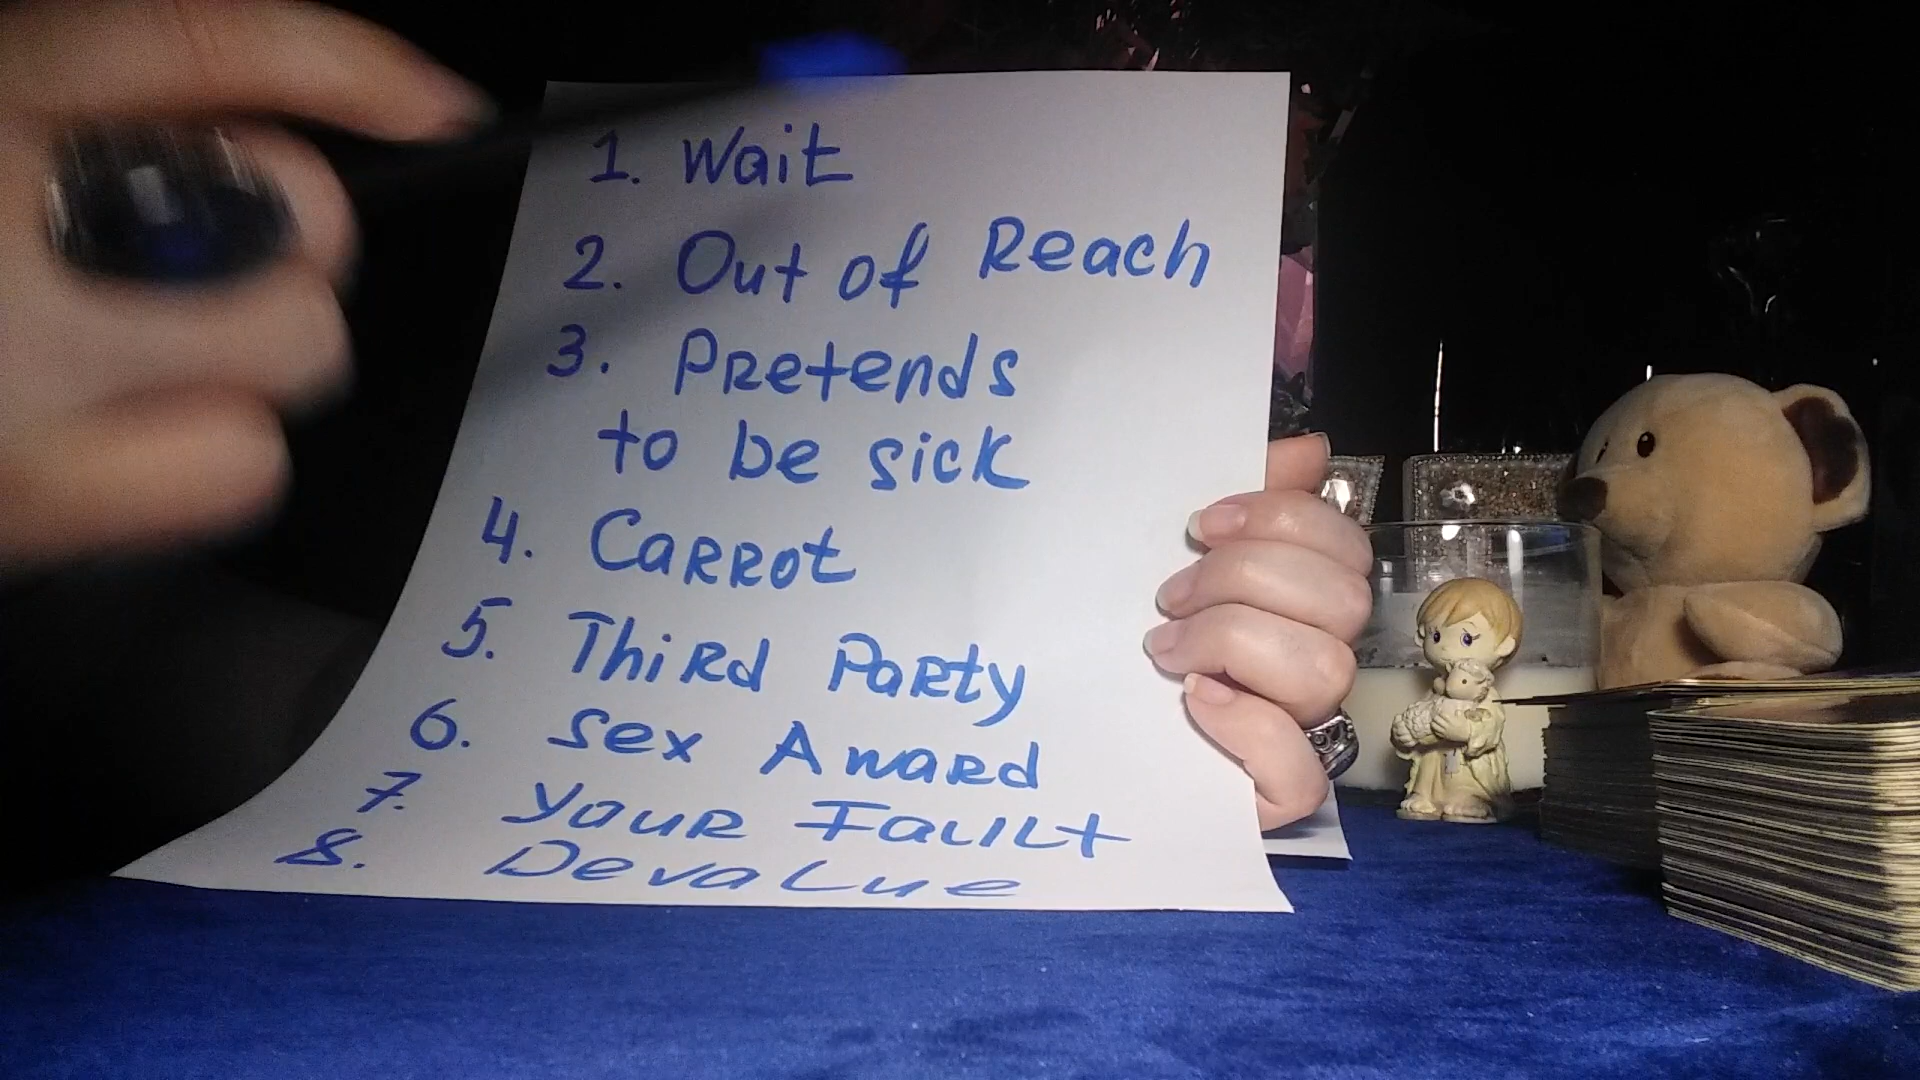 1. Wait
2. Out of Reach
3. Pretends
to be sick
4. Carrot
5. Third Party
6. Sex Award
7. Your Fault
8. Devalue